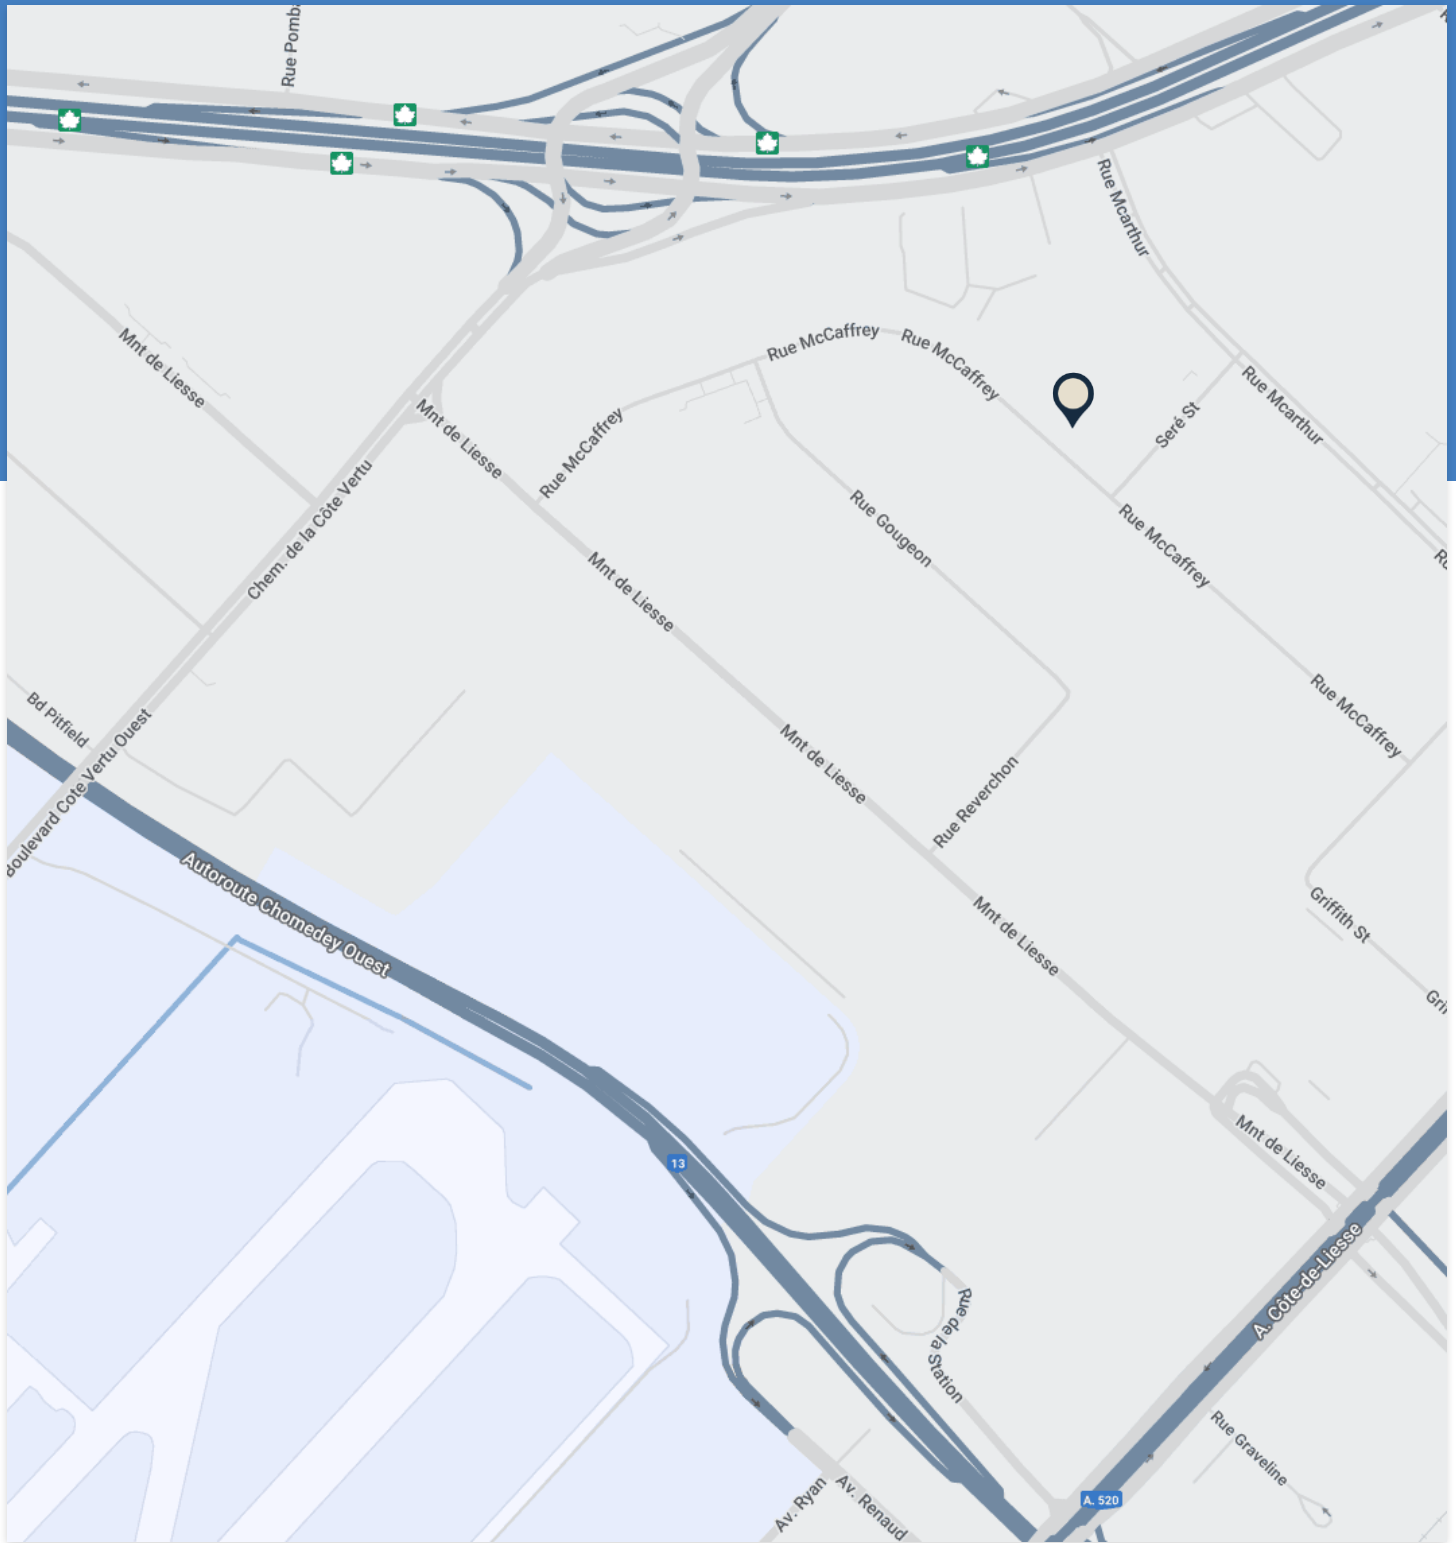 Rue Pomba
Rue Mcarthur
Mnt de Liesse
Rue McCaffrey
Rue McCaffrey
Mnt de Liesse
Rue McCaffrey
Seré St
Rue Mcarthur
Chem. de la Côte Vertu
Rue Gougeon
Rue McCaffrey
Mnt de Liesse
Bd Pitfield
Boulevard Cote Vertu Ouest
Rue McCaffrey
Mnt de Liesse
Rue Reverchon
Autoroute Chomedey Ouest
Mnt de Liesse
Griffith St
Mnt de Liesse
13
A. Côte-de-Liesse
Rue de la Station
Rue Graveline
A. 520
Av. Ryan
Av. Renaud